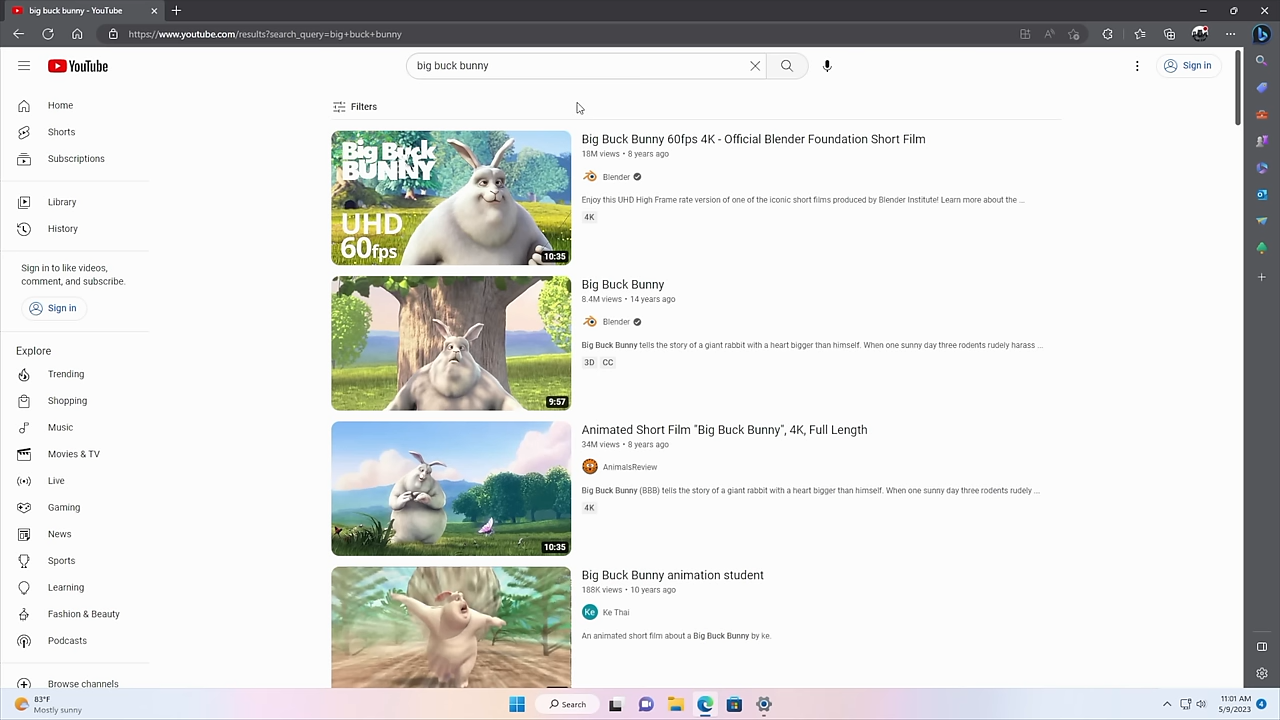 big buck bunny - YouTube
https://www.youtube.com/results?search_query=big+buck+bunny
YouTube
big buck bunny
Sign in
Home
Shorts
Subscriptions
Library
History
Sign in to like videos,
comment, and subscribe.
Sign in
Explore
Trending
Shopping
Music
Movies & TV
Live
Gaming
News
Sports
Learning
Fashion & Beauty
Podcasts
Browse channels
Filters
Big Buck
BUNNY
UHD
60fps
10:35
Big Buck Bunny 60fps 4K - Official Blender Foundation Short Film
18M views • 8 years ago
Blender
Enjoy this UHD High Frame rate version of one of the iconic short films produced by Blender Institute! Learn more about the ...
4K
9:57
Big Buck Bunny
8.4M views • 14 years ago
Blender
Big Buck Bunny tells the story of a giant rabbit with a heart bigger than himself. When one sunny day three rodents rudely harass ...
3D CC
10:35
Animated Short Film "Big Buck Bunny", 4K, Full Length
34M views • 8 years ago
AnimalsReview
Big Buck Bunny (BBB) tells the story of a giant rabbit with a heart bigger than himself. When one sunny day three rodents rudely ...
4K
Big Buck Bunny animation student
188K views • 10 years ago
Ke Ke Thai
An animated short film about a Big Buck Bunny by ke.
83°F
Mostly sunny
Search
11:01 AM
5/9/2023
4